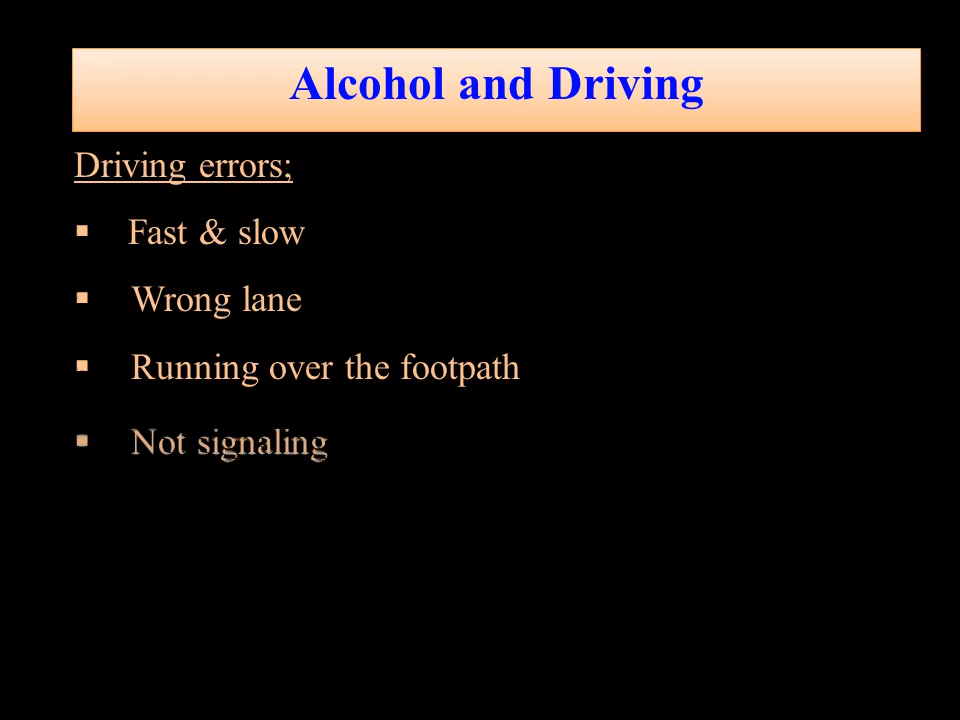 Alcohol and Driving
Driving errors;
▪ Fast & slow
▪ Wrong lane
▪ Running over the footpath
▪ Not signaling